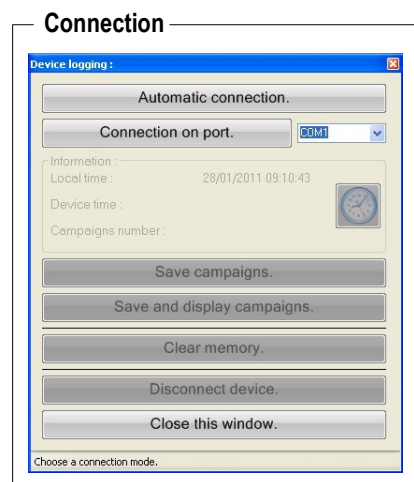 Connection
Device logging :
Automatic connection.
Connection on port. COM1
Information :
Local time : 28/01/2011 09:10:43
Device time :
Campaigns number :
Save campaigns.
Save and display campaigns.
Clear memory.
Disconnect device.
Close this window.
Choose a connection mode.